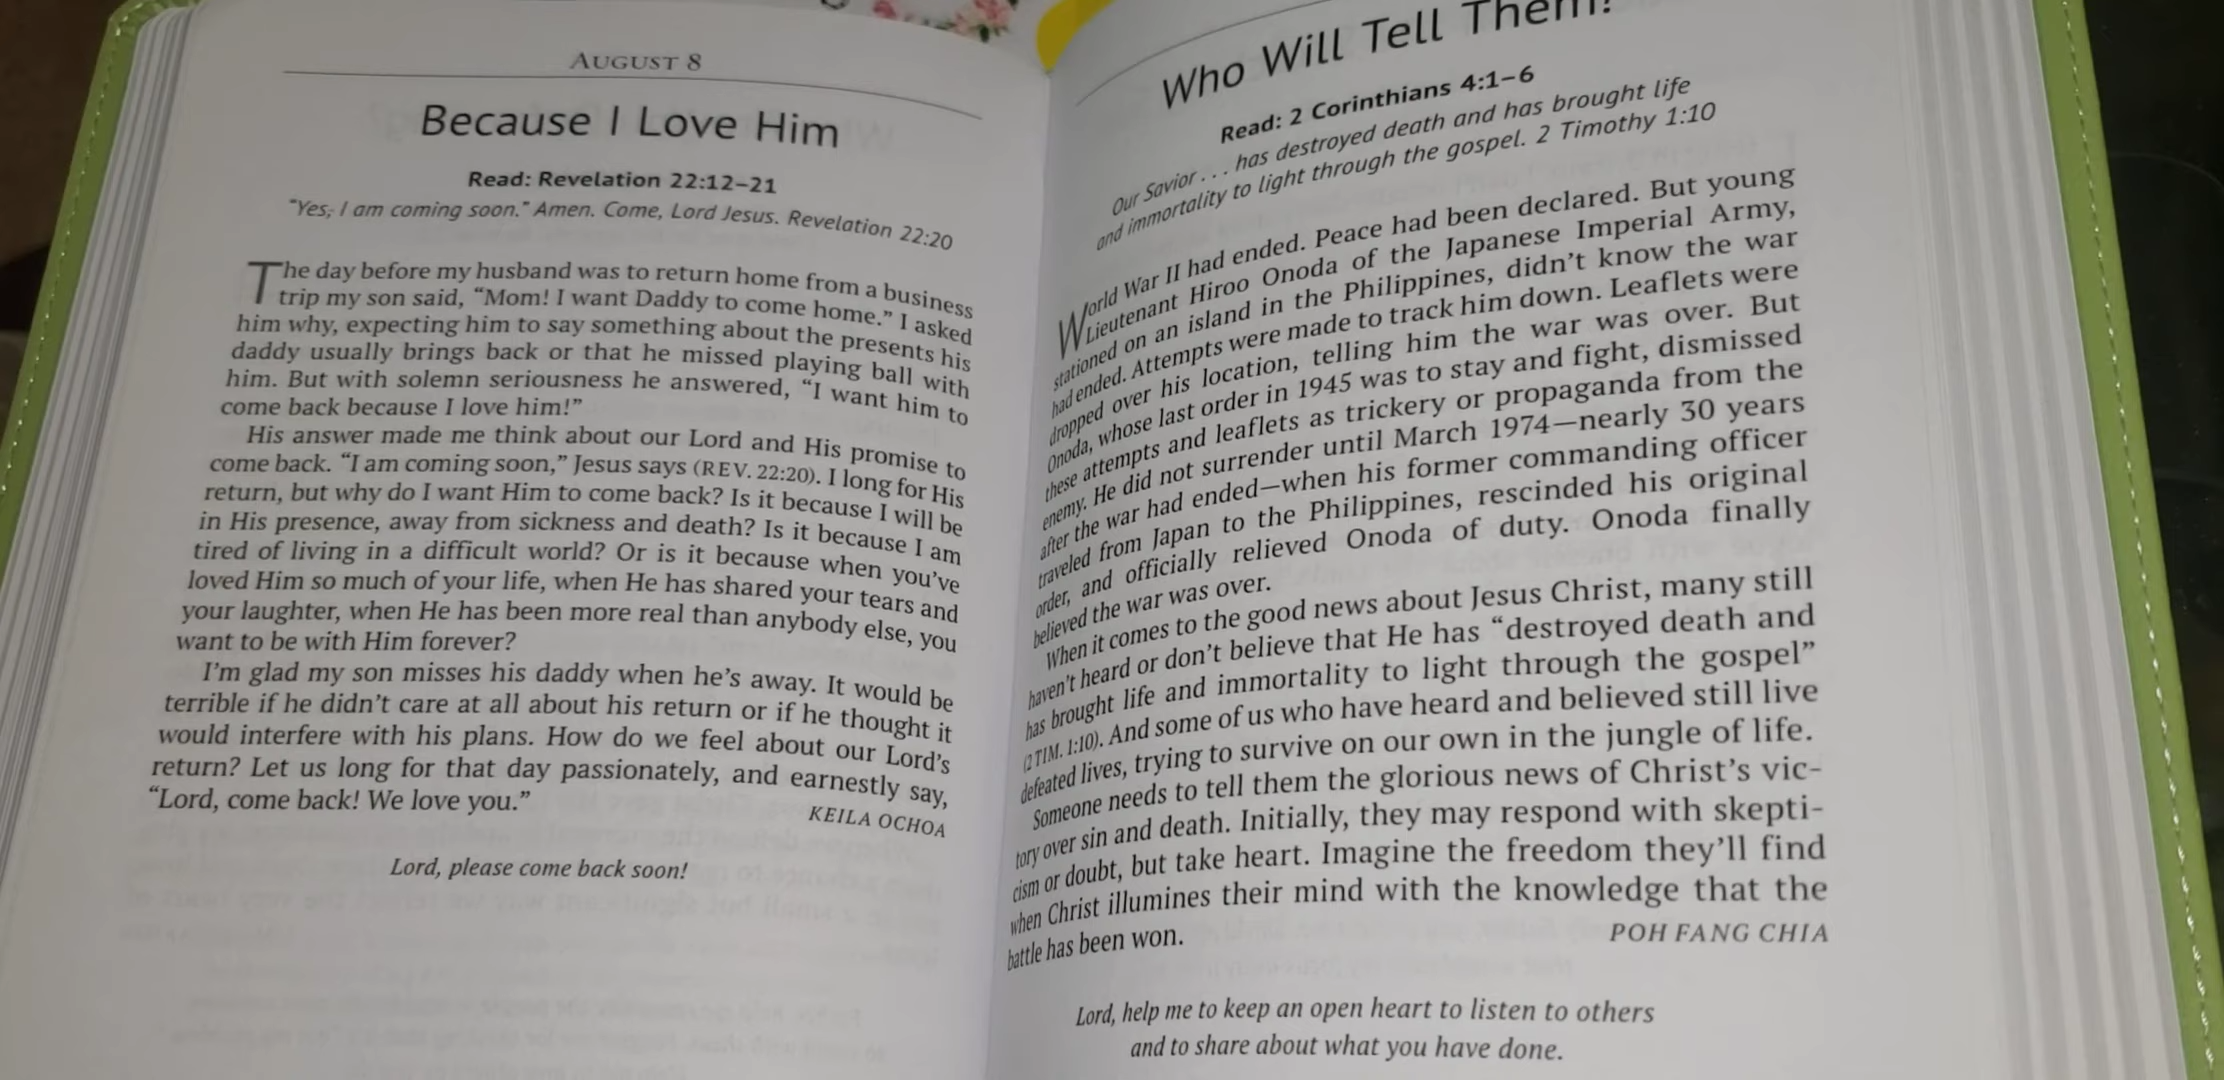 AUGUST 8
Because I Love Him
Read: Revelation 22:12–21
“Yes, I am coming soon.” Amen. Come, Lord Jesus. Revelation 22:20
The day before my husband was to return home from a business
trip my son said, “Mom! I want Daddy to come home.” I asked
him why, expecting him to say something about the presents his
daddy usually brings back or that he missed playing ball with
him. But with solemn seriousness he answered, “I want him to
come back because I love him!”
His answer made me think about our Lord and His promise to
come back. “I am coming soon,” Jesus says (REV. 22:20). I long for His
return, but why do I want Him to come back? Is it because I will be
in His presence, away from sickness and death? Is it because I am
tired of living in a difficult world? Or is it because when you’ve
loved Him so much of your life, when He has shared your tears and
your laughter, when He has been more real than anybody else, you
want to be with Him forever?
I’m glad my son misses his daddy when he’s away. It would be
terrible if he didn’t care at all about his return or if he thought it
would interfere with his plans. How do we feel about our Lord’s
return? Let us long for that day passionately, and earnestly say,
“Lord, come back! We love you.”
KEILA OCHOA
Lord, please come back soon!
Who Will Tell Them?
Read: 2 Corinthians 4:1–6
Our Savior . . . has destroyed death and has brought life
and immortality to light through the gospel. 2 Timothy 1:10
World War II had ended. Peace had been declared. But young
Lieutenant Hiroo Onoda of the Japanese Imperial Army,
stationed on an island in the Philippines, didn’t know the war
had ended. Attempts were made to track him down. Leaflets were
dropped over his location, telling him the war was over. But
Onoda, whose last order in 1945 was to stay and fight, dismissed
these attempts and leaflets as trickery or propaganda from the
enemy. He did not surrender until March 1974—nearly 30 years
after the war had ended—when his former commanding officer
traveled from Japan to the Philippines, rescinded his original
order, and officially relieved Onoda of duty. Onoda finally
believed the war was over.
When it comes to the good news about Jesus Christ, many still
haven’t heard or don’t believe that He has “destroyed death and
has brought life and immortality to light through the gospel”
(2 TIM. 1:10). And some of us who have heard and believed still live
defeated lives, trying to survive on our own in the jungle of life.
Someone needs to tell them the glorious news of Christ’s vic-
tory over sin and death. Initially, they may respond with skepti-
cism or doubt, but take heart. Imagine the freedom they’ll find
when Christ illumines their mind with the knowledge that the
battle has been won.
POH FANG CHIA
Lord, help me to keep an open heart to listen to others
and to share about what you have done.